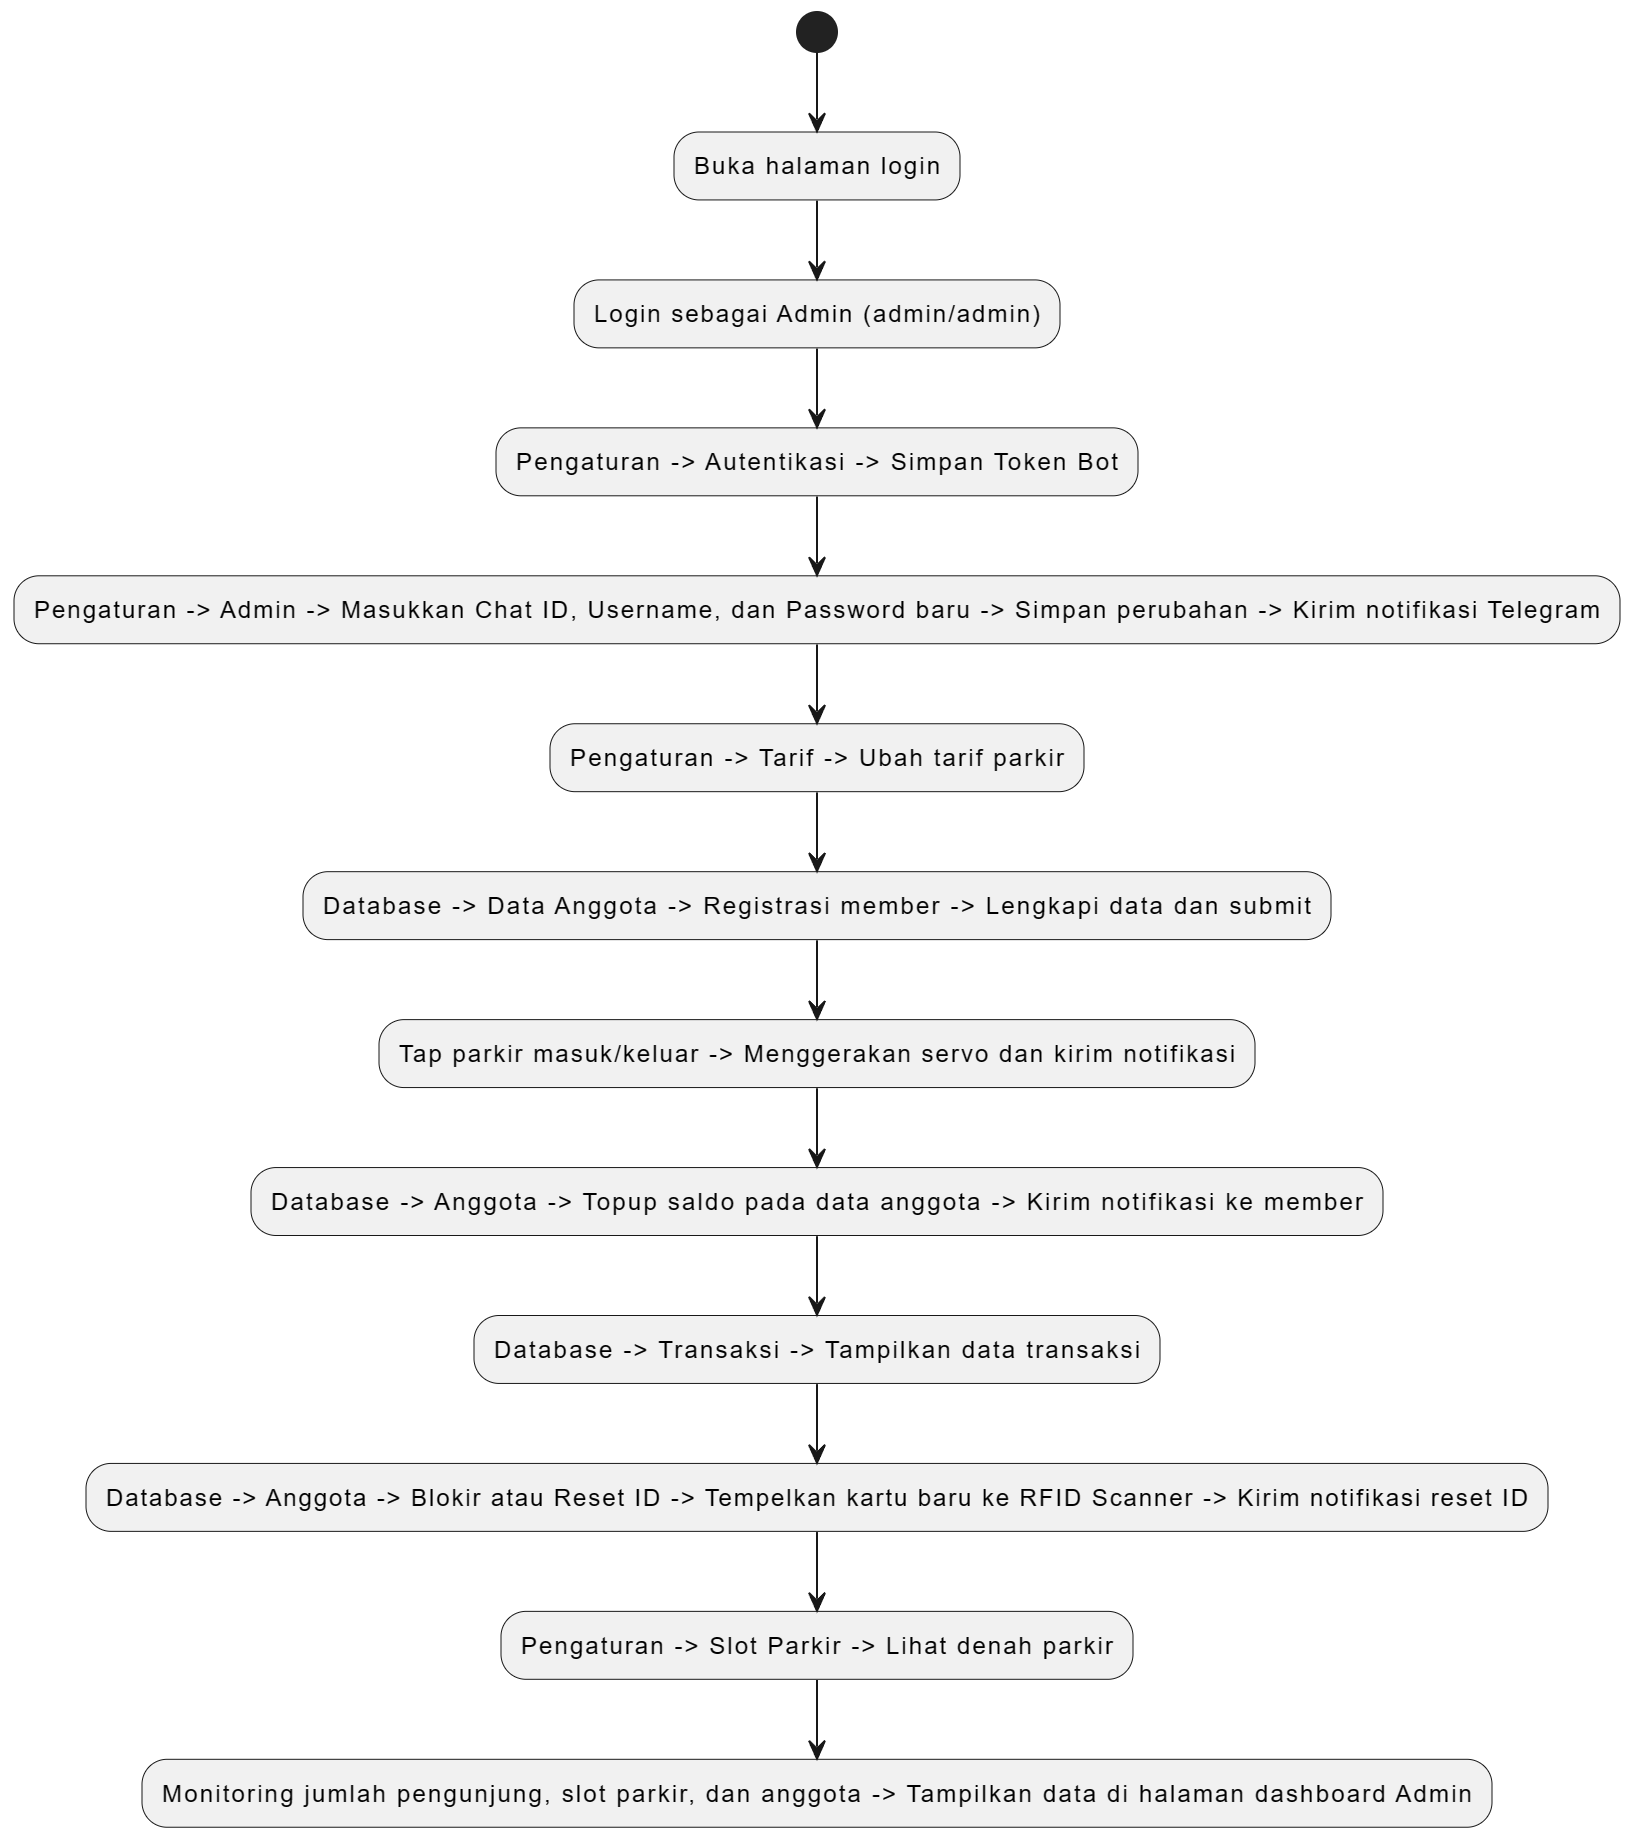 Buka halaman login
Login sebagai Admin (admin/admin)
Pengaturan -> Autentikasi -> Simpan Token Bot
Pengaturan -> Admin -> Masukkan Chat ID, Username, dan Password baru -> Simpan perubahan -> Kirim notifikasi Telegram
Pengaturan -> Tarif -> Ubah tarif parkir
Database -> Data Anggota -> Registrasi member -> Lengkapi data dan submit
Tap parkir masuk/keluar -> Menggerakan servo dan kirim notifikasi
Database -> Anggota -> Topup saldo pada data anggota -> Kirim notifikasi ke member
Database -> Transaksi -> Tampilkan data transaksi
Database -> Anggota -> Blokir atau Reset ID -> Tempelkan kartu baru ke RFID Scanner -> Kirim notifikasi reset ID
Pengaturan -> Slot Parkir -> Lihat denah parkir
Monitoring jumlah pengunjung, slot parkir, dan anggota -> Tampilkan data di halaman dashboard Admin